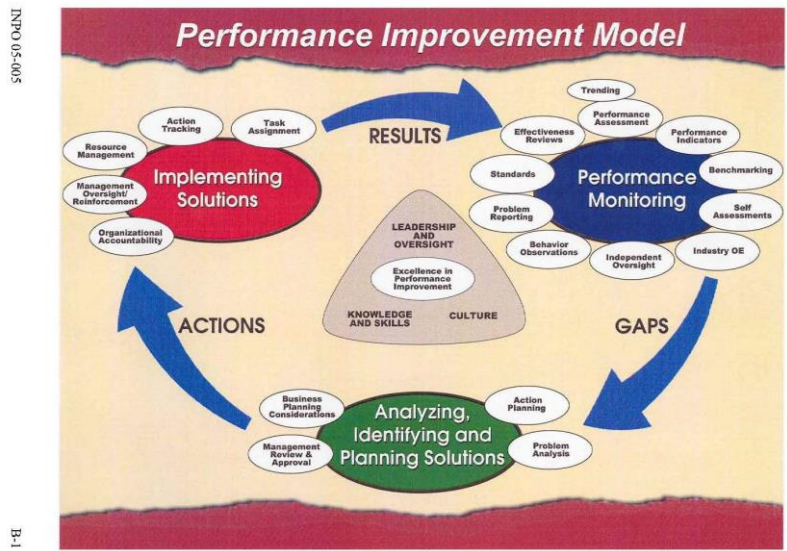 INPO 05-005
Performance Improvement Model
Action
Tracking
Task
Assignment
Resource
Management
Management
Oversight/
Reinforcement
Organizational
Accountability
Implementing
Solutions
RESULTS
Trending
Performance
Assessment
Effectiveness
Reviews
Performance
Indicators
Standards
Benchmarking
Problem
Reporting
Self
Assessments
Behavior
Observations
Independent
Oversight
Industry OE
Performance
Monitoring
LEADERSHIP
AND
OVERSIGHT
Excellence in
Performance
Improvement
KNOWLEDGE
AND SKILLS
CULTURE
ACTIONS
GAPS
Business
Planning
Considerations
Management
Review &
Approval
Action
Planning
Problem
Analysis
Analyzing,
Identifying and
Planning Solutions
B-1